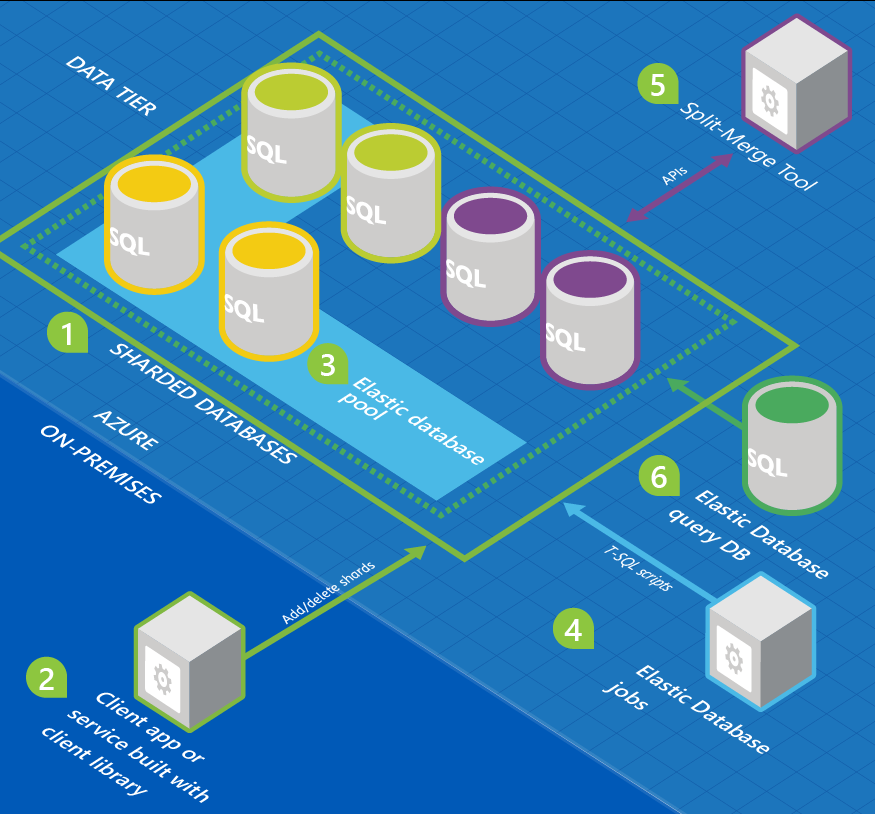 DATA TIER
SQL
SQL
SQL
SQL
SQL
SQL
5
Split-Merge Tool
APIs
1
SHARDED DATABASES
3
Elastic database
pool
AZURE
ON-PREMISES
SQL
6
Elastic Database
query DB
T-SQL scripts
4
Elastic Database
jobs
Add/delete shards
2
Client app or
service built with
client library